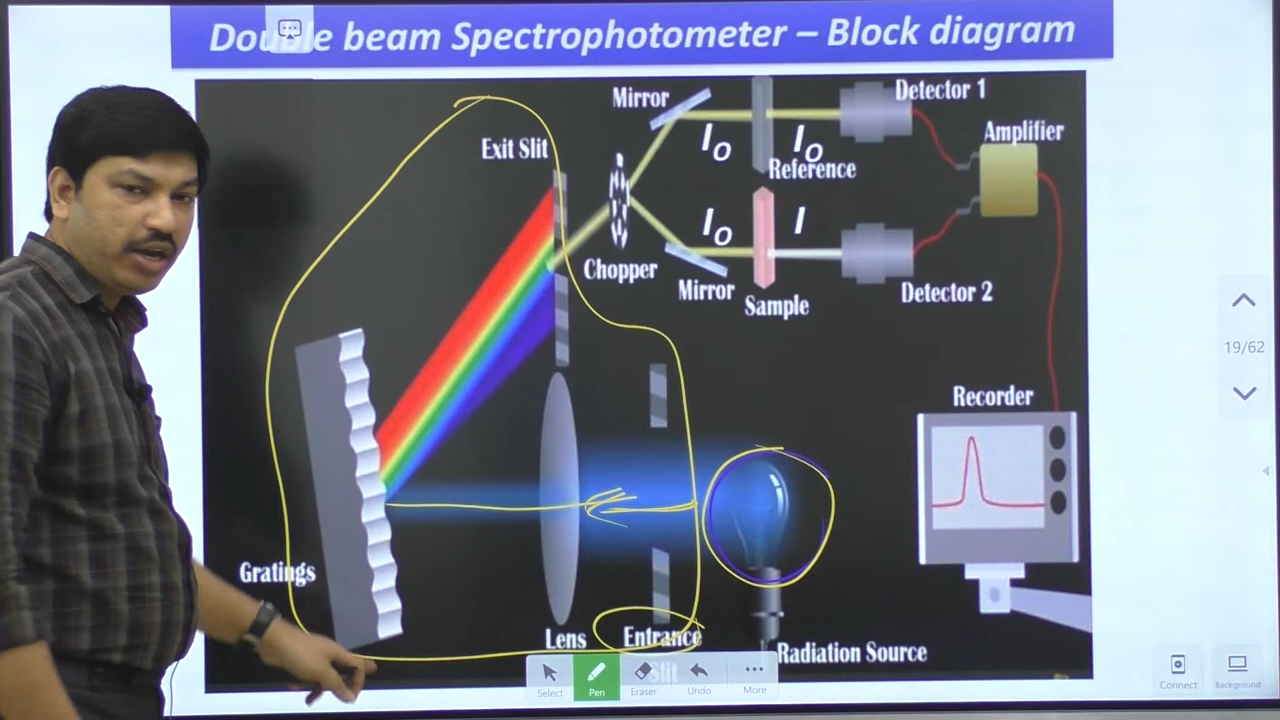 Double beam Spectrophotometer – Block diagram
Mirror
Detector 1
Exit Slit
Amplifier
Io
Io
Reference
Io
I
Chopper
Mirror
Sample
Detector 2
19/62
Recorder
Gratings
Lens
Entrance
Slit
Radiation Source
Select
Pen
Eraser
Undo
More
Connect
Background